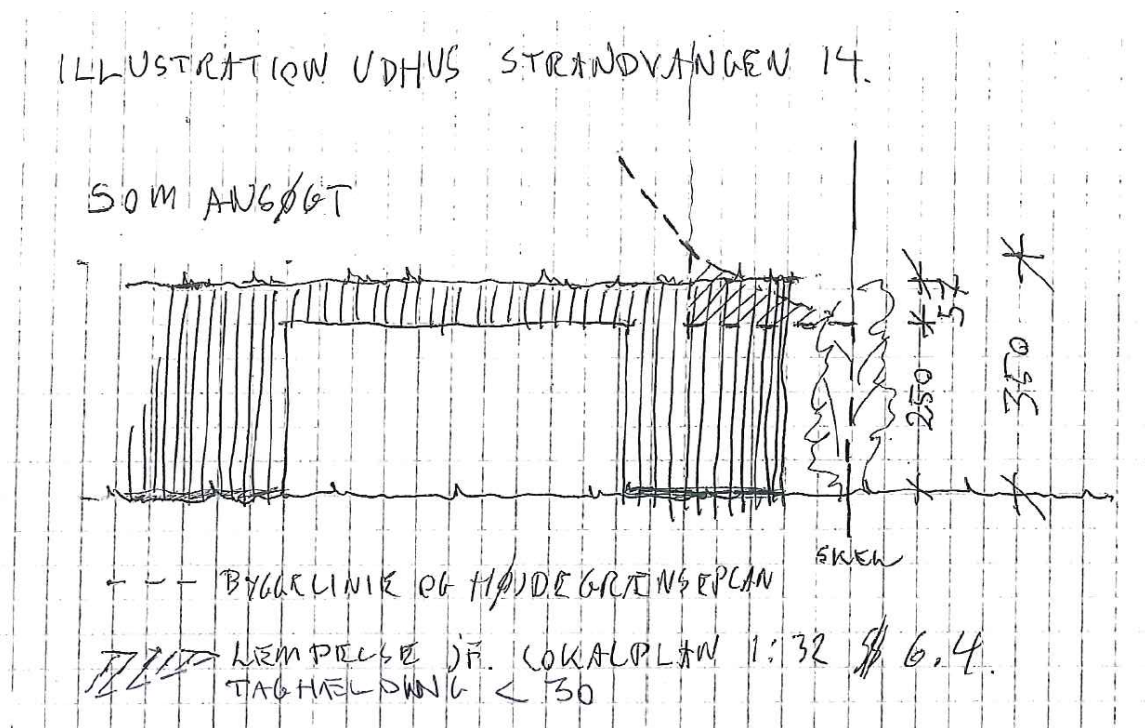 ILLUSTRATION UDHUS STRANDVANGEN 14.
SOM ANSØGT
57
250
350
SKEL
--- BYGGELINIE OG HØJDEGRÆNSEPLAN
LEMPELSE JF. LOKALPLAN 1:32 § 6.4.
TAGHÆLDNING < 30